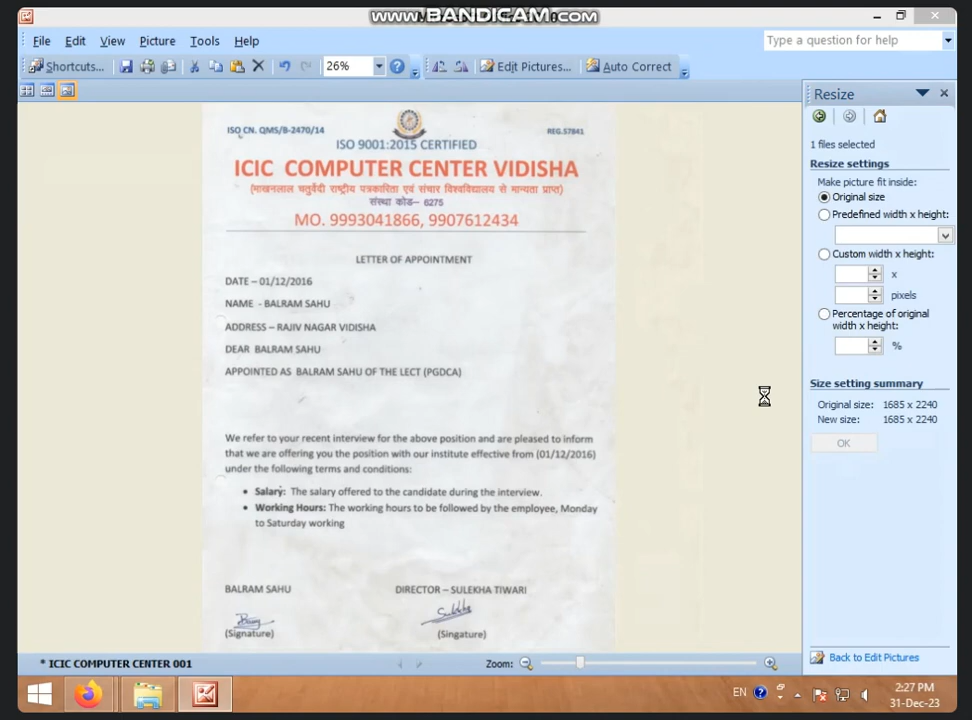 www.BANDICAM.com
File Edit View Picture Tools Help
Type a question for help
Shortcuts... 26% Edit Pictures... Auto Correct
Resize
1 files selected
Resize settings
Make picture fit inside:
Original size
Predefined width x height:
Custom width x height:
x
pixels
Percentage of original
width x height:
%
Size setting summary
Original size: 1685 x 2240
New size: 1685 x 2240
OK
Back to Edit Pictures
ISO CN. QMS/B-2470/14
REG.57841
ISO 9001:2015 CERTIFIED
ICIC COMPUTER CENTER VIDISHA
(माखनलाल चतुर्वेदी राष्ट्रीय पत्रकारिता एवं संचार विश्वविद्यालय से मान्यता प्राप्त)
संस्था कोड– 6275
MO. 9993041866, 9907612434
LETTER OF APPOINTMENT
DATE – 01/12/2016
NAME - BALRAM SAHU
ADDRESS – RAJIV NAGAR VIDISHA
DEAR BALRAM SAHU
APPOINTED AS BALRAM SAHU OF THE LECT (PGDCA)
We refer to your recent interview for the above position and are pleased to inform
that we are offering you the position with our institute effective from (01/12/2016)
under the following terms and conditions:
• Salary: The salary offered to the candidate during the interview.
• Working Hours: The working hours to be followed by the employee, Monday
to Saturday working
BALRAM SAHU
DIRECTOR – SULEKHA TIWARI
(Signature)
(Singature)
* ICIC COMPUTER CENTER 001
Zoom:
EN
2:27 PM
31-Dec-23